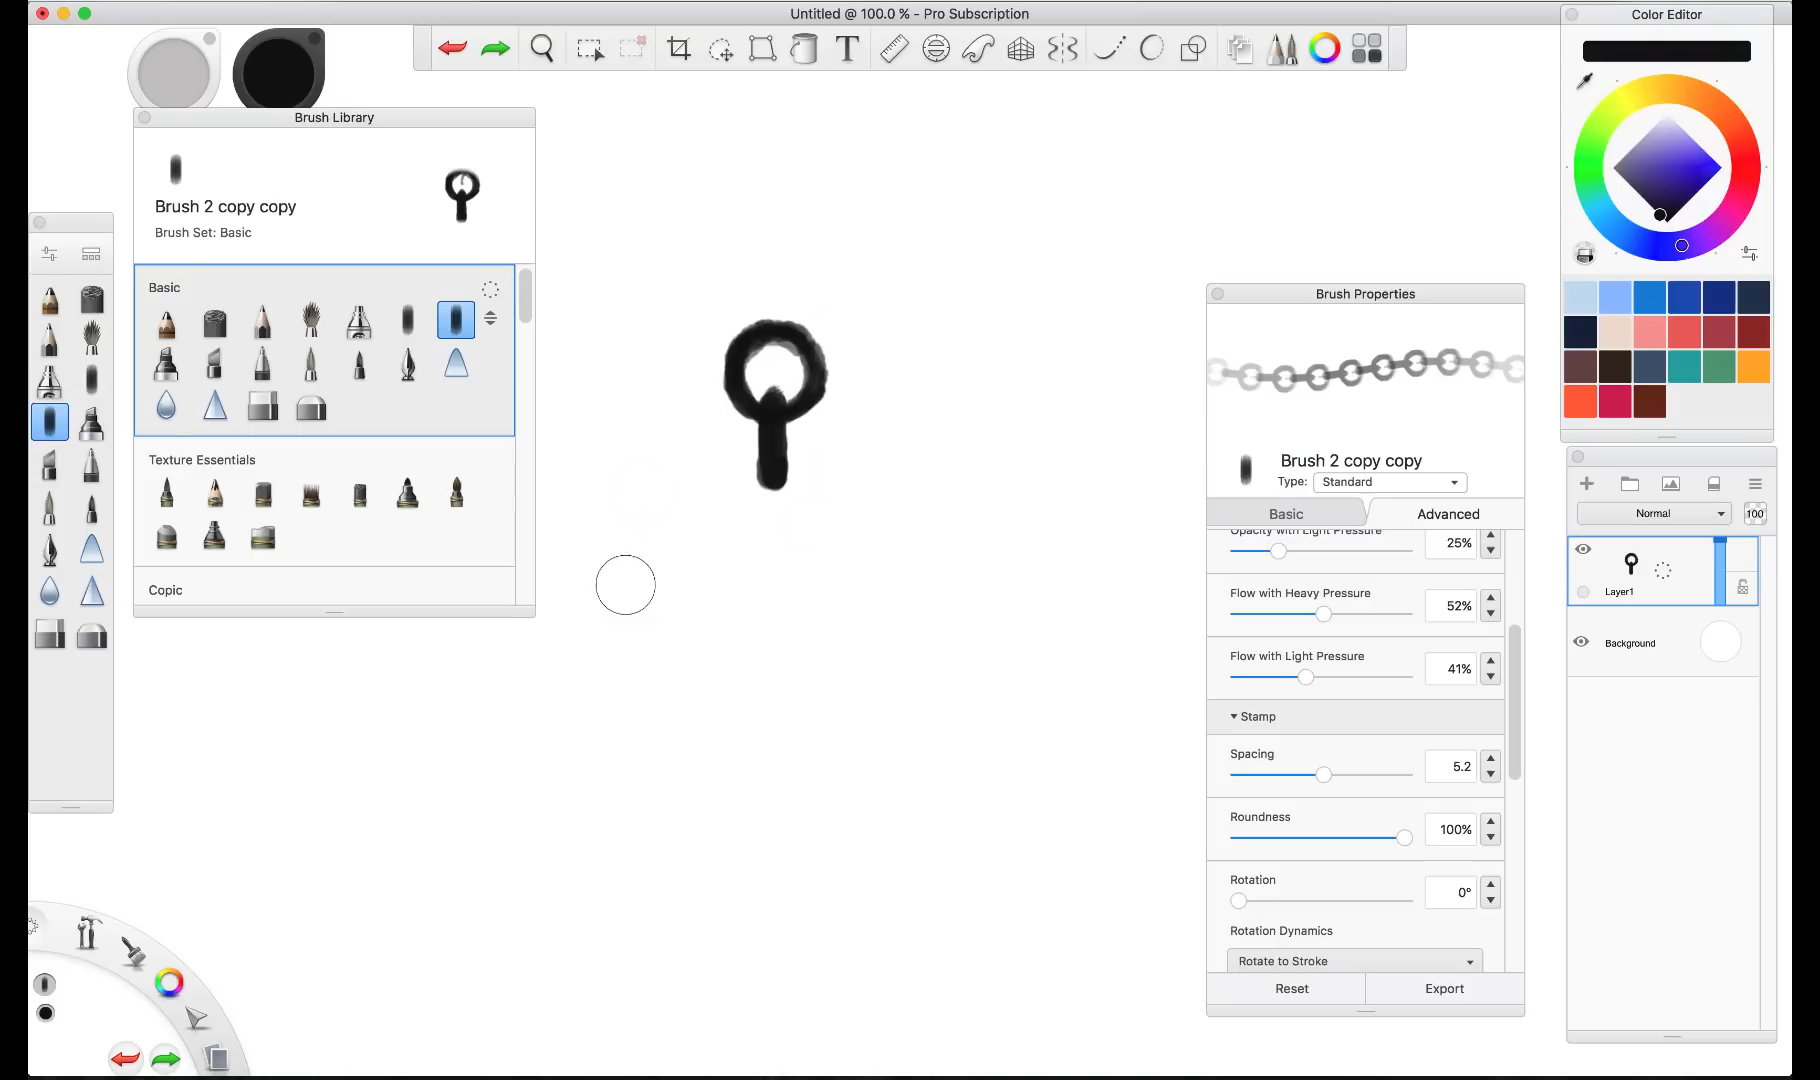 Untitled @ 100.0 % - Pro Subscription
Color Editor
Brush Library
Brush 2 copy copy
Brush Set: Basic
Basic
Texture Essentials
Copic
Brush Properties
Brush 2 copy copy
Type: Standard
Basic Advanced
Opacity with Light Pressure
25%
Flow with Heavy Pressure
52%
Flow with Light Pressure
41%
Stamp
Spacing
5.2
Roundness
100%
Rotation
0°
Rotation Dynamics
Rotate to Stroke
Reset Export
Normal 100
Layer1
Background
T